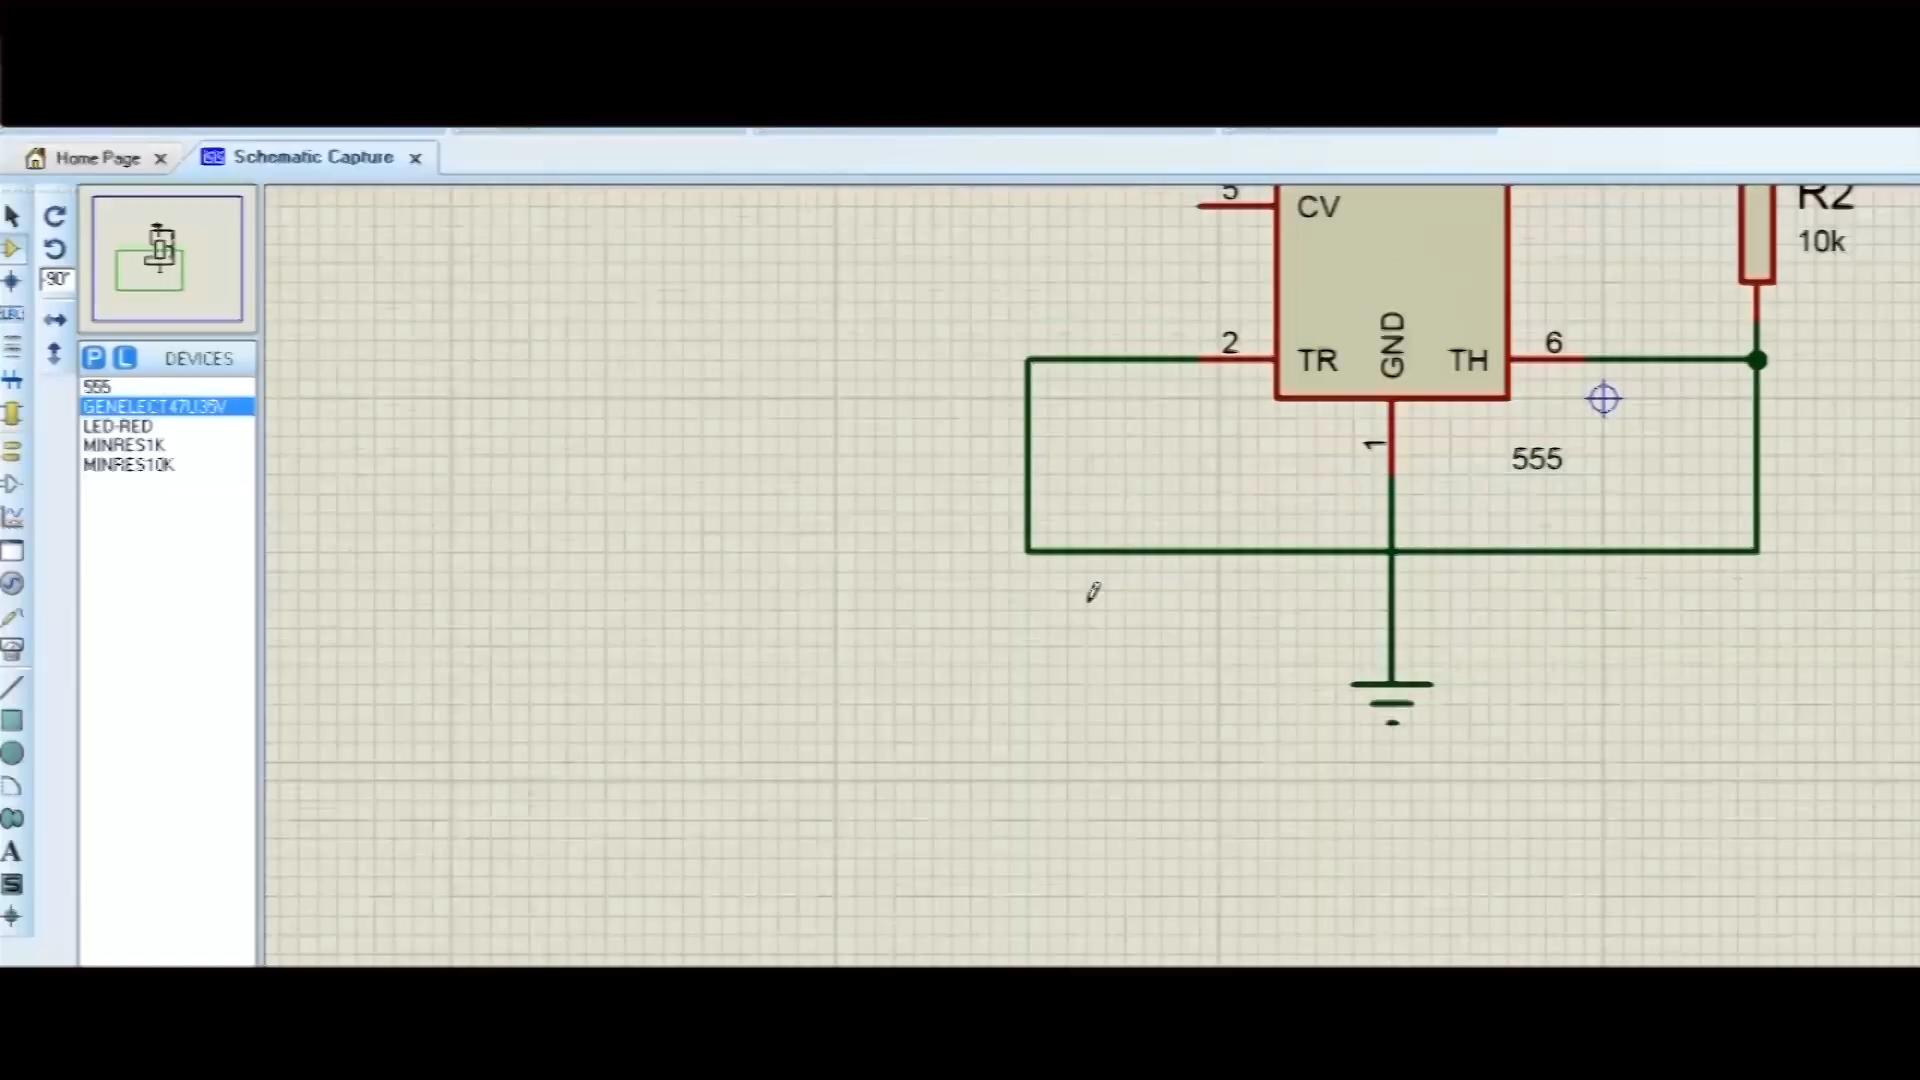 Home Page
Schematic Capture
-90°
P L DEVICES
555
GENELECT47U35V
LED-RED
MINRES1K
MINRES10K
5
CV
R2
10k
2
TR
GND
TH
6
1
555
A
S